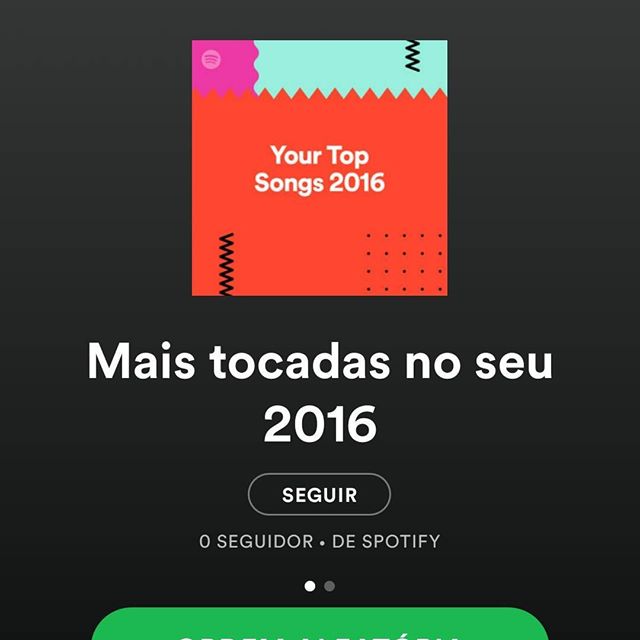 Your Top
Songs 2016
Mais tocadas no seu
2016
SEGUIR
0 SEGUIDOR • DE SPOTIFY